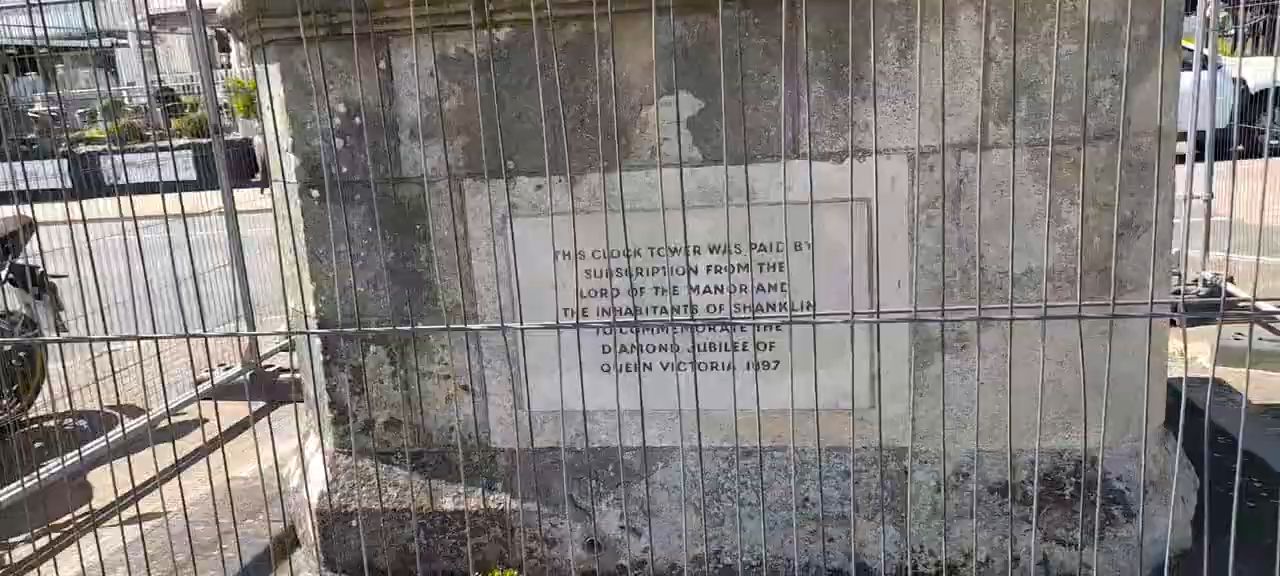 THIS CLOCK TOWER WAS PAID BY
SUBSCRIPTION FROM THE
LORD OF THE MANOR AND
THE INHABITANTS OF SHANKLIN
TO COMMEMORATE THE
DIAMOND JUBILEE OF
QUEEN VICTORIA 1897